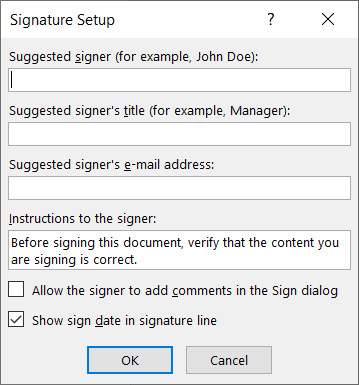 Signature Setup
?
Suggested signer (for example, John Doe):
Suggested signer's title (for example, Manager):
Suggested signer's e-mail address:
Instructions to the signer:
Before signing this document, verify that the content you
are signing is correct.
Allow the signer to add comments in the Sign dialog
Show sign date in signature line
OK Cancel